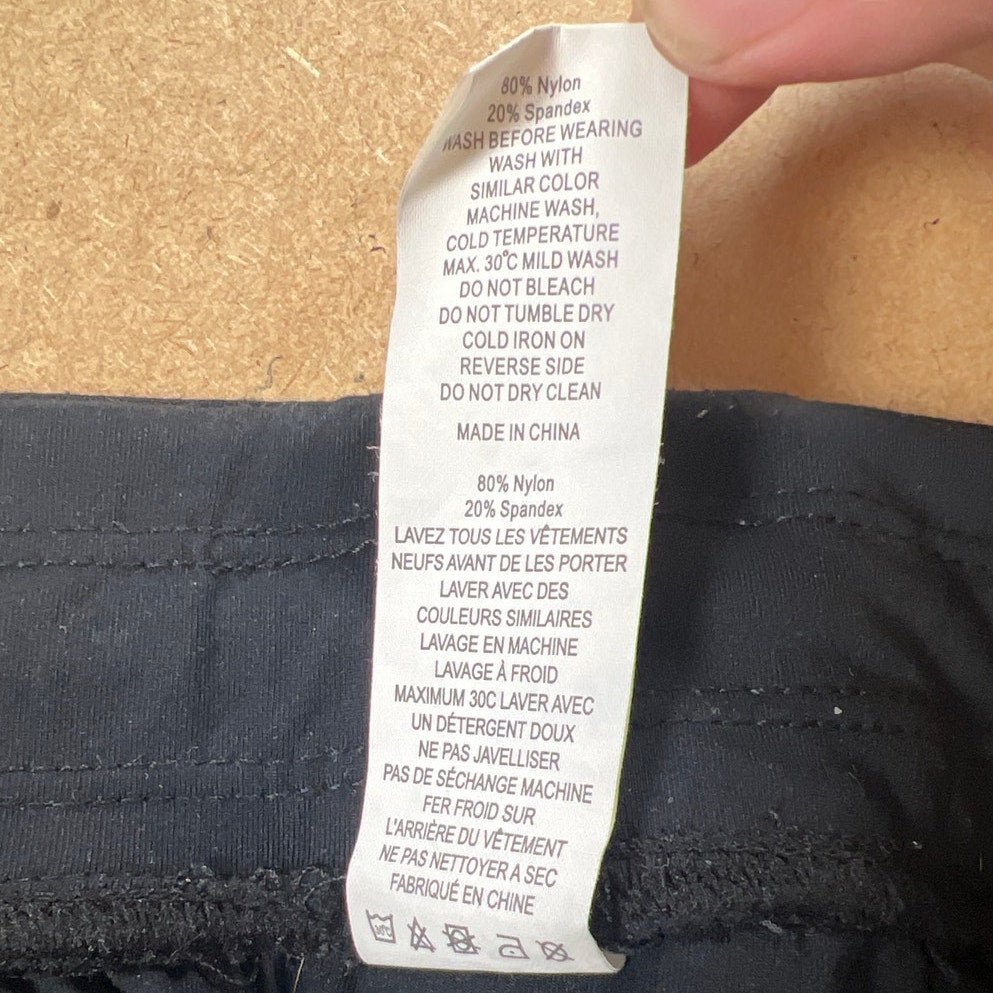 80% Nylon
20% Spandex
WASH BEFORE WEARING
WASH WITH
SIMILAR COLOR
MACHINE WASH,
COLD TEMPERATURE
MAX. 30°C MILD WASH
DO NOT BLEACH
DO NOT TUMBLE DRY
COLD IRON ON
REVERSE SIDE
DO NOT DRY CLEAN
MADE IN CHINA
80% Nylon
20% Spandex
LAVEZ TOUS LES VÊTEMENTS
NEUFS AVANT DE LES PORTER
LAVER AVEC DES
COULEURS SIMILAIRES
LAVAGE EN MACHINE
LAVAGE À FROID
MAXIMUM 30C LAVER AVEC
UN DÉTERGENT DOUX
NE PAS JAVELLISER
PAS DE SÉCHANGE MACHINE
FER FROID SUR
L'ARRIÈRE DU VÊTEMENT
NE PAS NETTOYER A SEC
FABRIQUÉ EN CHINE
30°C